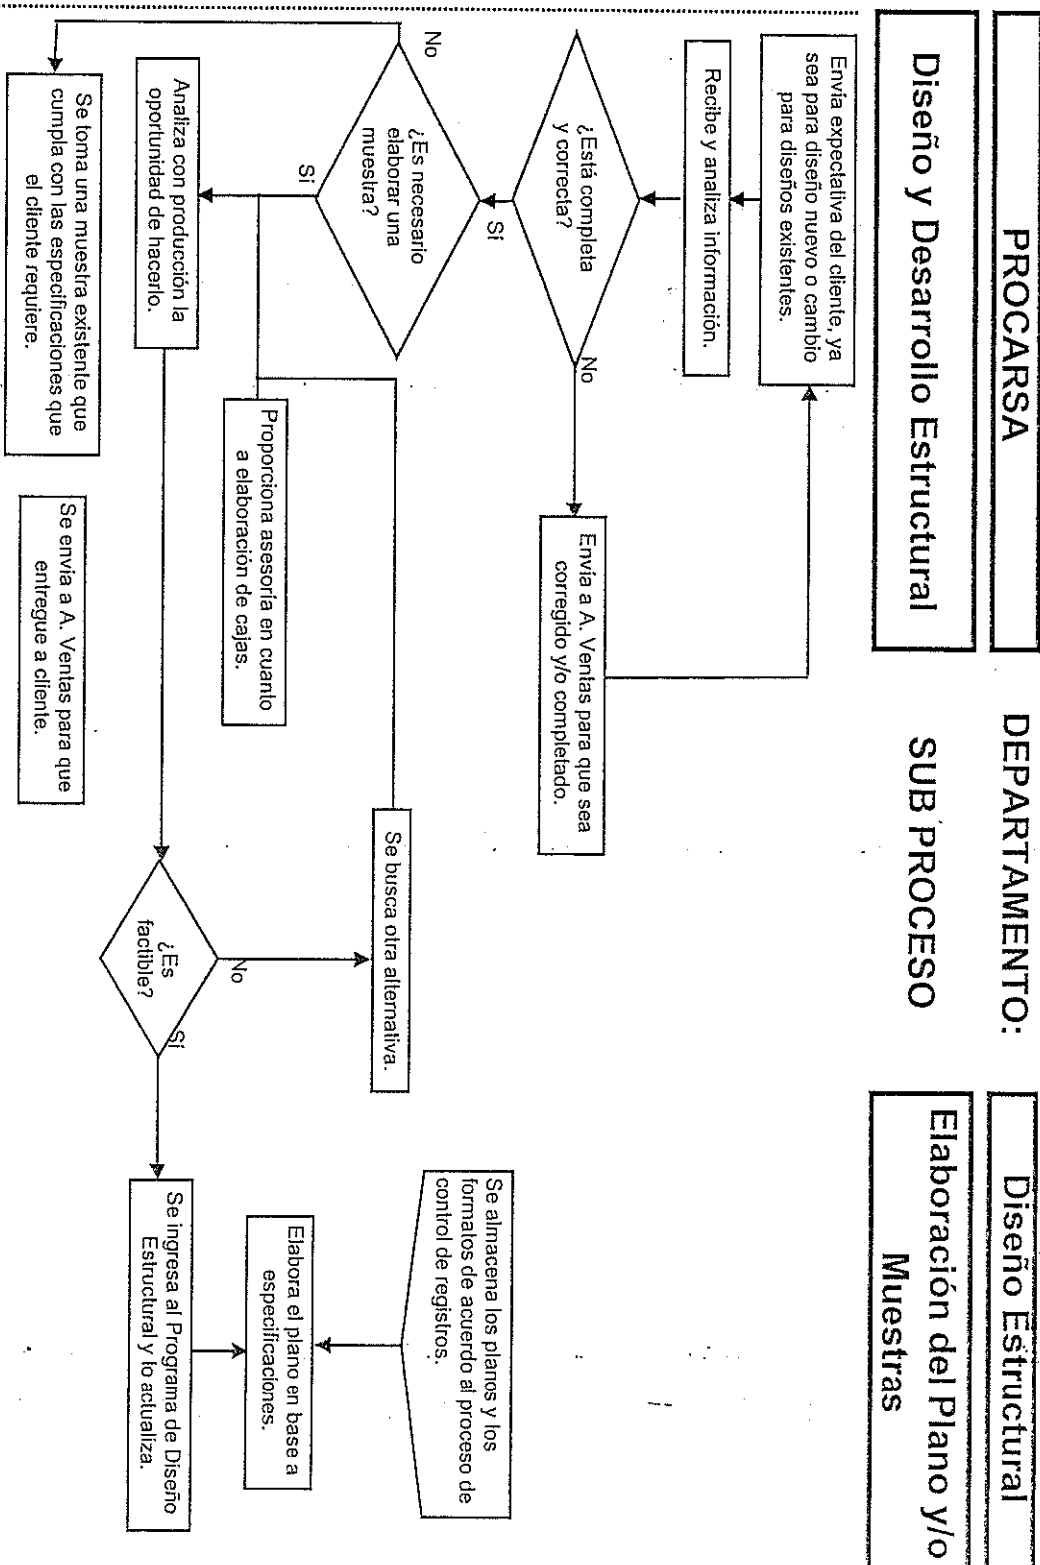 PROCARSA
DEPARTAMENTO:
Diseño Estructural
Diseño y Desarrollo Estructural
SUB PROCESO
Elaboración del Plano y/o
Muestras
Envia expectativa del cliente, ya
sea para diseño nuevo o cambio
para diseños existentes.
Recibe y analiza información.
¿Está completa
y correcta?
No
Sí
Envia a A. Ventas para que sea
corregido y/o completado.
¿Es necesario
elaborar una
muestra?
No
Si
Analiza con producción la
oportunidad de hacerlo.
Se toma una muestra existente que
cumpla con las especificaciones que
el cliente requiere.
Proporciona asesoría en cuanto
a elaboración de cajas.
Se envia a A. Ventas para que
entregue a cliente.
Se busca otra alternativa.
¿Es
factible?
No
Si
Se almacena los planos y los
formatos de acuerdo al proceso de
control de registros.
Elabora el plano en base a
especificaciones.
Se ingresa al Programa de Diseño
Estructural y lo actualiza.